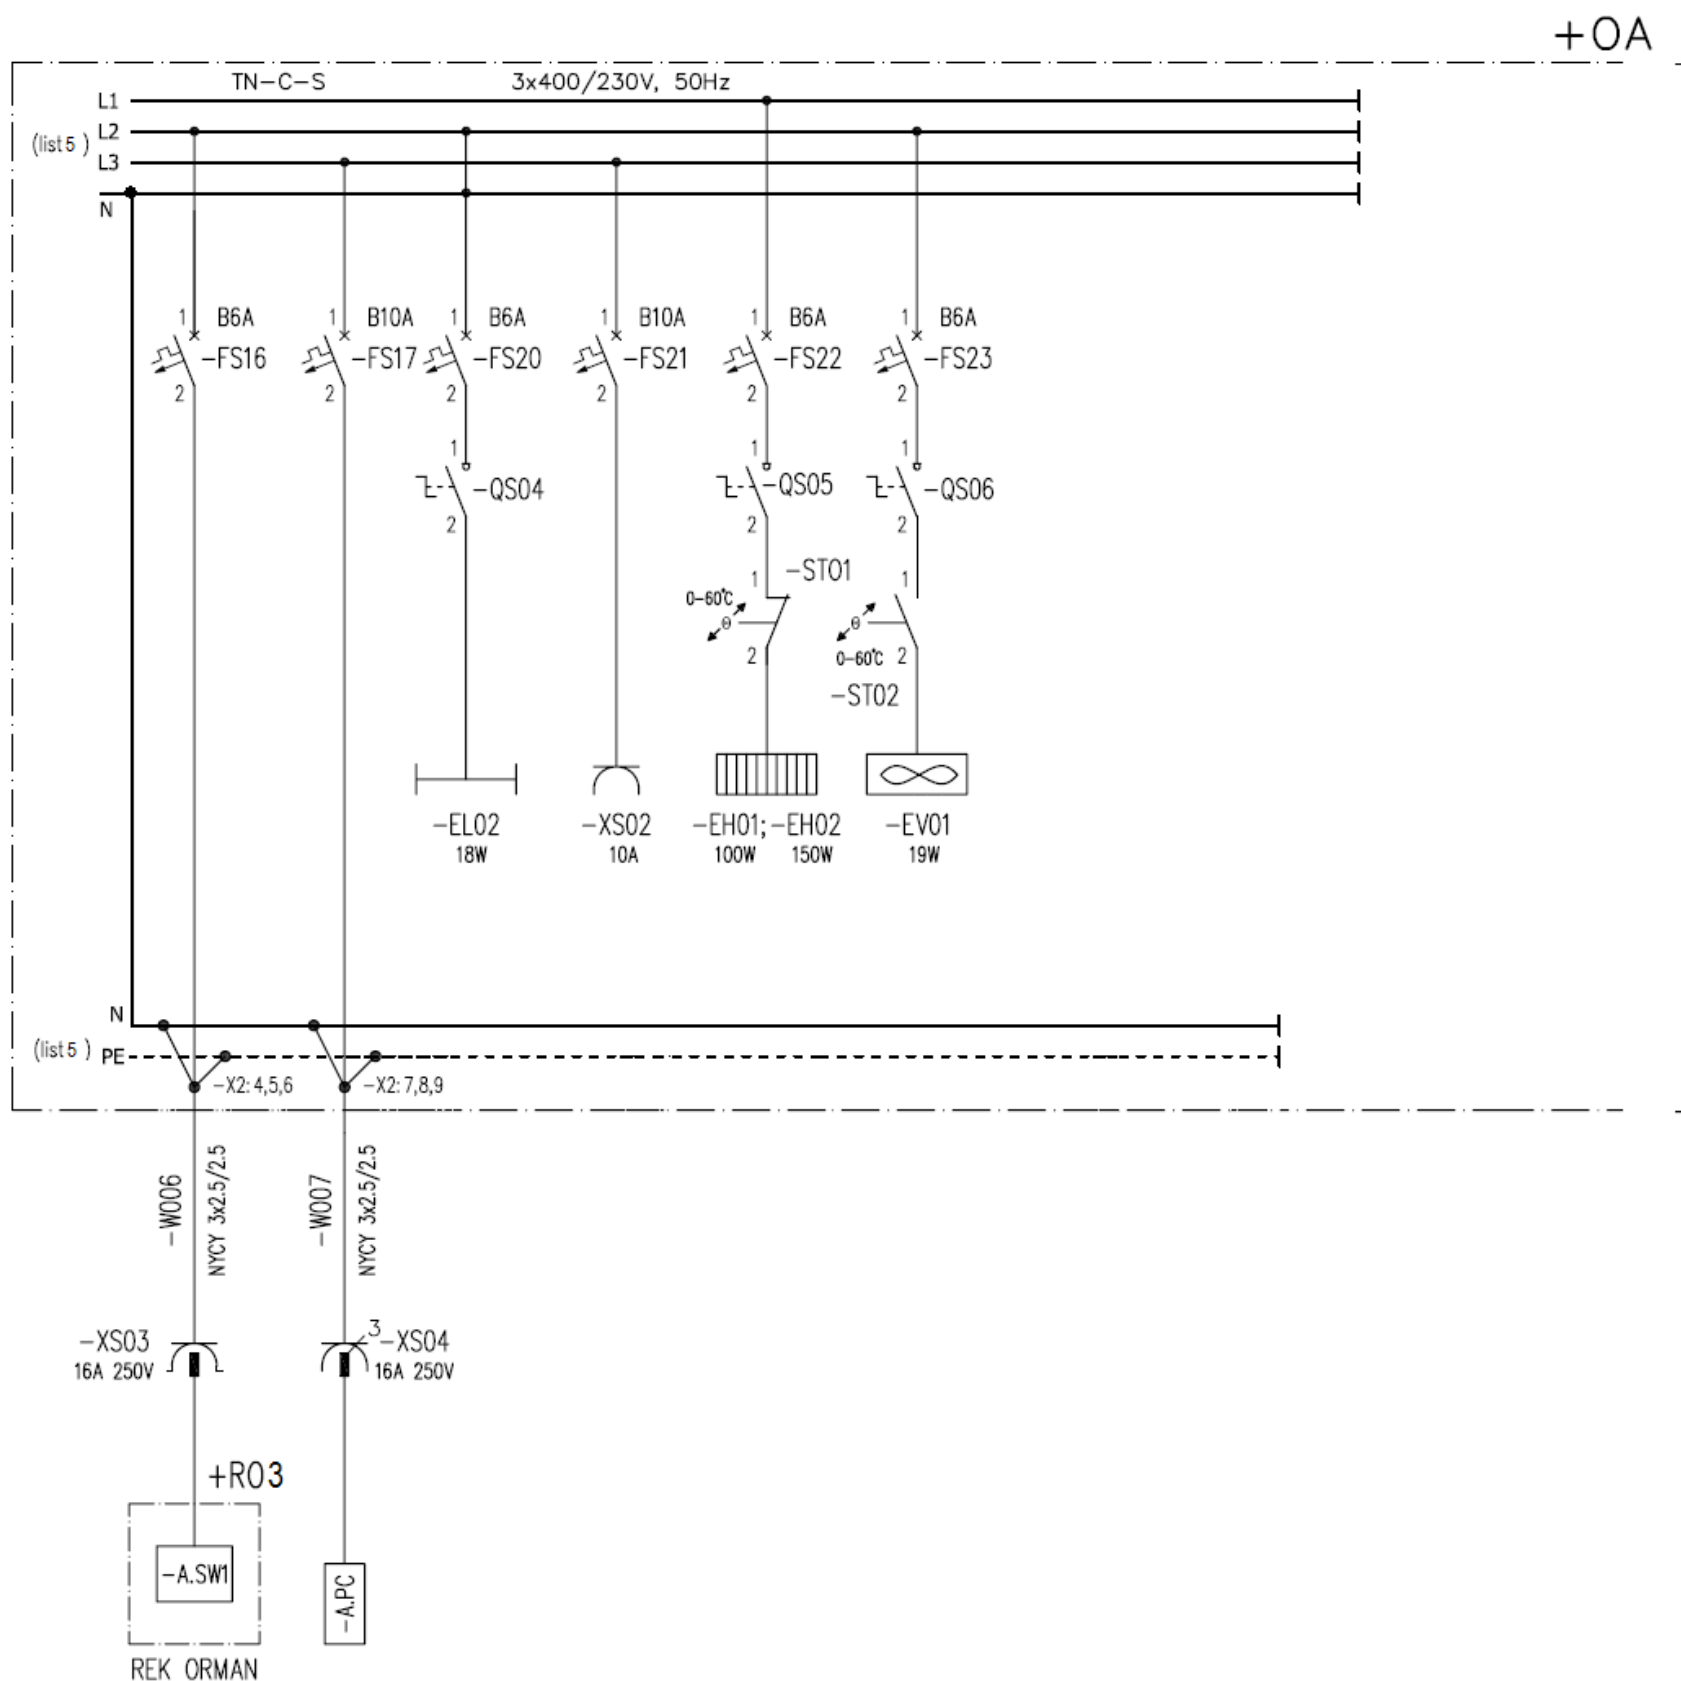 +OA
TN-C-S 3x400/230V, 50Hz
L1
L2
(list5 )
L3
N
1 B6A 1 B10A 1 B6A 1 B10A 1 B6A 1 B6A
-FS16 -FS17 -FS20 -FS21 -FS22 -FS23
2 2 2 2 2 2
1 1 1
-QS04 -QS05 -QS06
2 2 2
-ST01
1 1
0-60°C
θ θ
2 0-60°C 2
-ST02
-EL02 -XS02 -EH01;-EH02 -EV01
18W 10A 100W 150W 19W
N
(list5 ) PE
-X2:4,5,6 -X2:7,8,9
-W006 NYCY 3x2.5/2.5 -W007 NYCY 3x2.5/2.5
-XS03 3 -XS04
16A 250V 16A 250V
+R03
-A.SW1 -A.PC
REK ORMAN